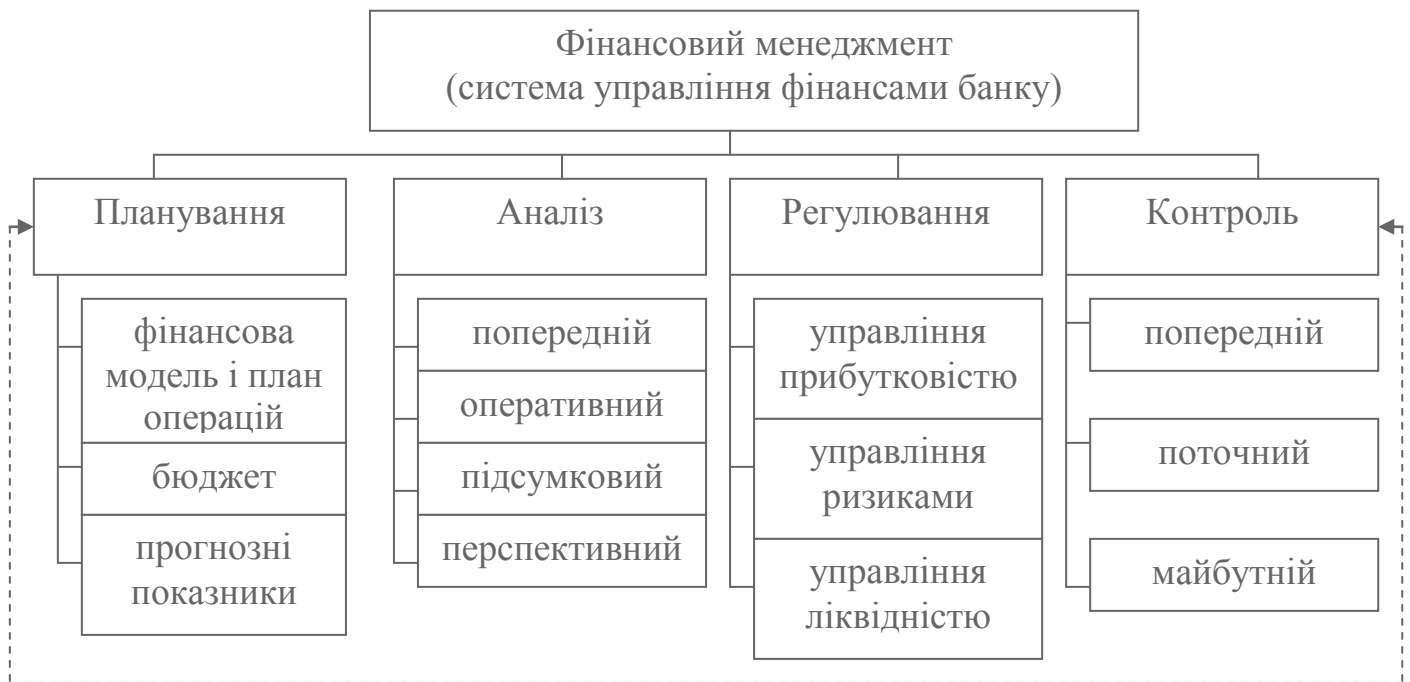 Фінансовий менеджмент
(система управління фінансами банку)
Планування
Аналіз
Регулювання
Контроль
фінансова
модель і план
операцій
бюджет
прогнозні
показники
попередній
оперативний
підсумковий
перспективний
управління
прибутковістю
управління
ризиками
управління
ліквідністю
попередній
поточний
майбутній